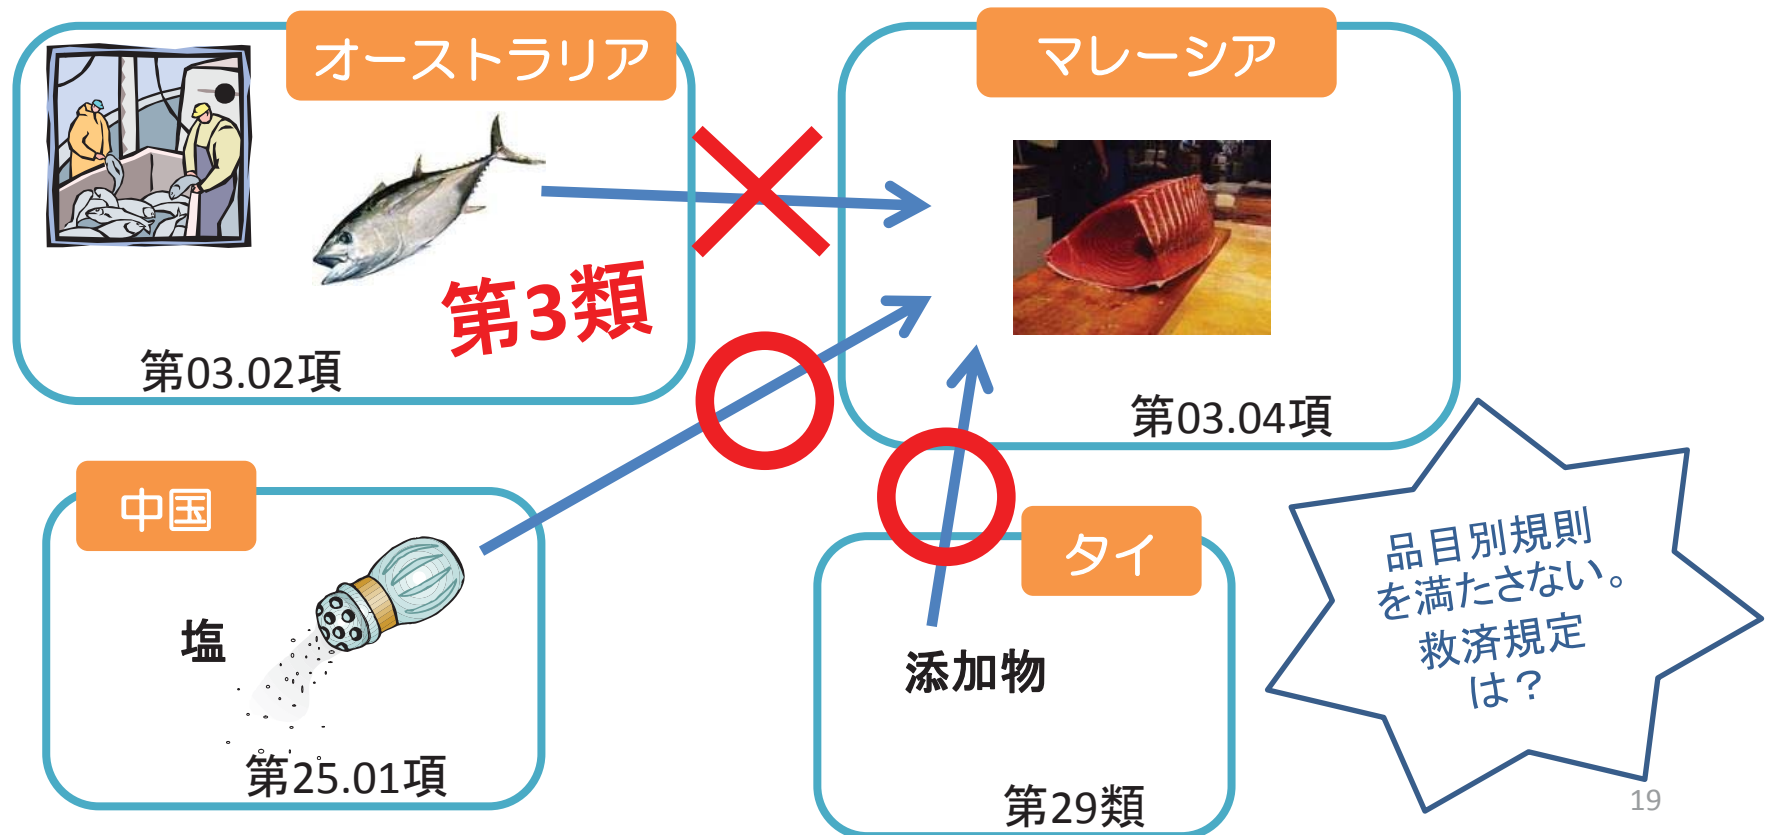 オーストラリア
第3類
第03.02項
マレーシア
第03.04項
中国
塩
第25.01項
タイ
添加物
第29類
品目別規則
を満たさない。
救済規定
は？
19